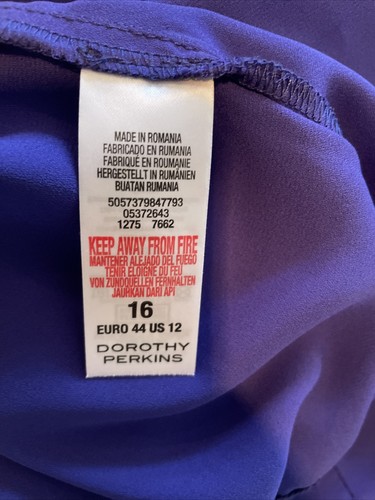 MADE IN ROMANIA
FABRICADO EN RUMANIA
FABRIQUÉ EN ROUMANIE
HERGESTELLT IN RUMÄNIEN
BUATAN RUMANIA
5057379847793
05372643
1275 7662
KEEP AWAY FROM FIRE
MANTENER ALEJADO DEL FUEGO
TENIR ÉLOIGNE DU FEU
VON ZUNDQUELLEN FERNHALTEN
JAUHKAN DARI API
16
EURO 44 US 12
DOROTHY
PERKINS